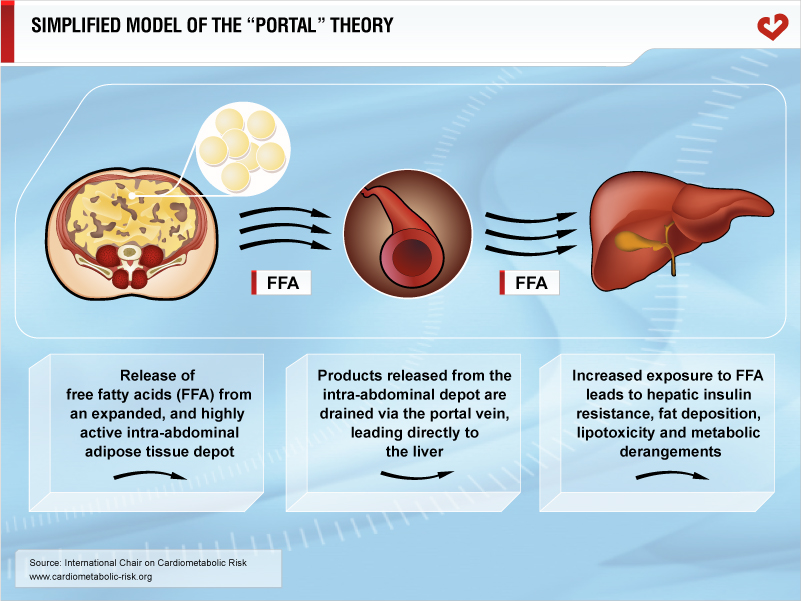 SIMPLIFIED MODEL OF THE “PORTAL” THEORY
FFA
FFA
Release of
free fatty acids (FFA) from
an expanded, and highly
active intra-abdominal
adipose tissue depot
Products released from the
intra-abdominal depot are
drained via the portal vein,
leading directly to
the liver
Increased exposure to FFA
leads to hepatic insulin
resistance, fat deposition,
lipotoxicity and metabolic
derangements
Source: International Chair on Cardiometabolic Risk
www.cardiometabolic-risk.org